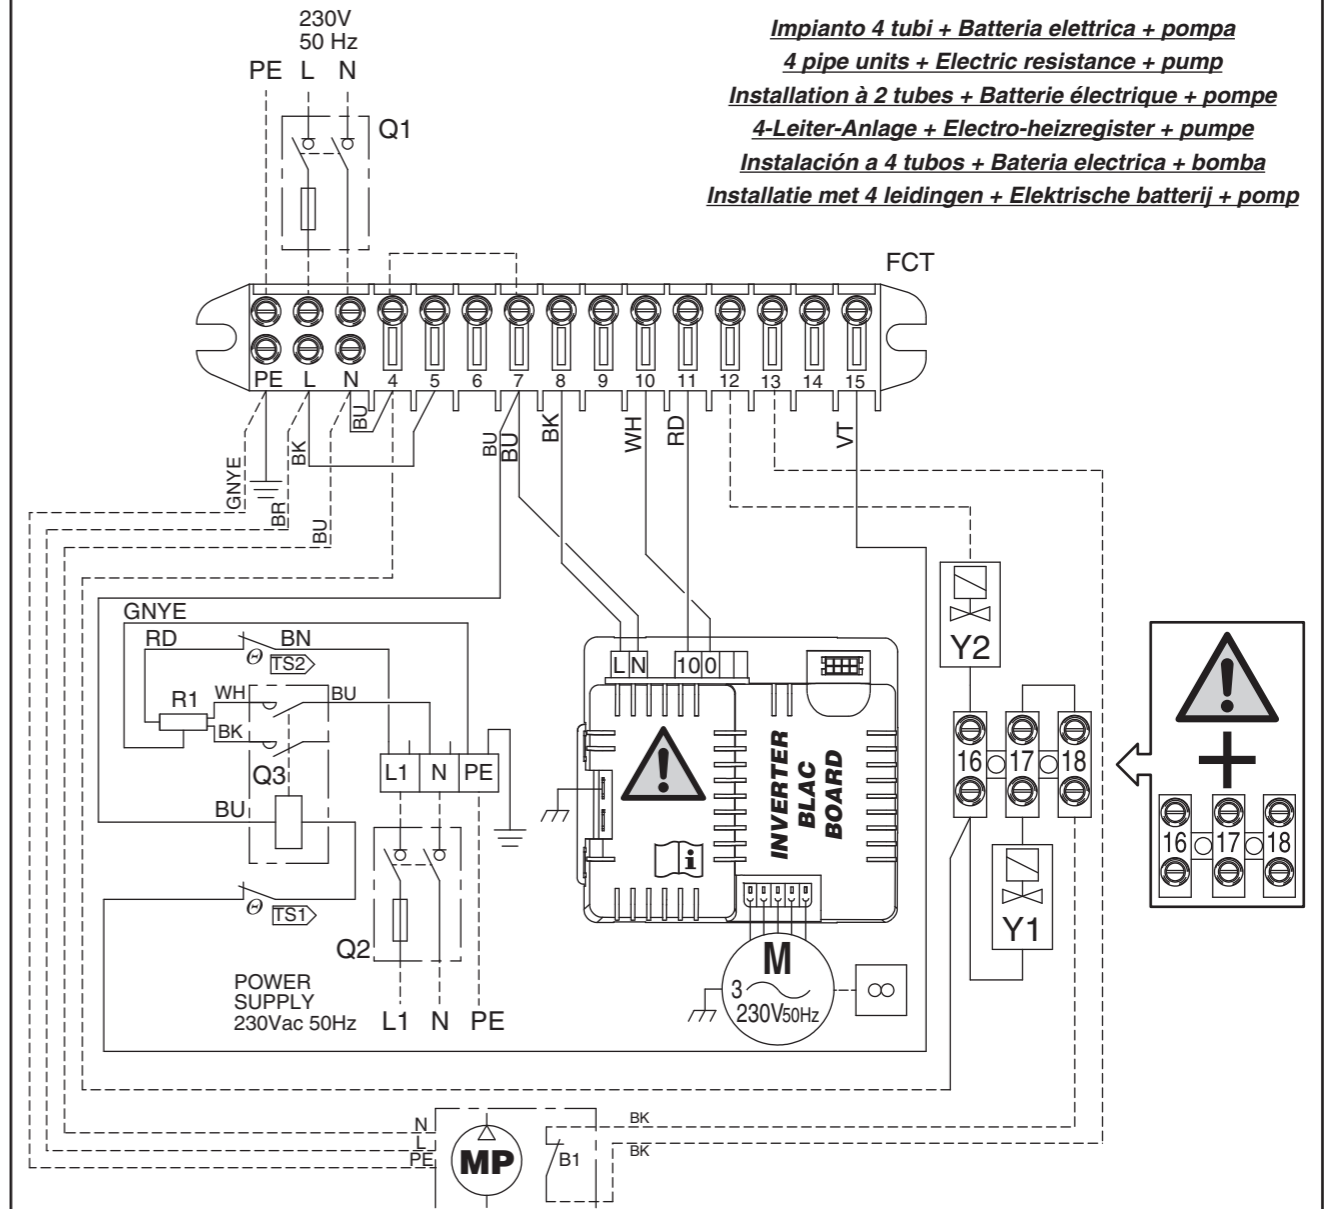 230V
50 Hz
PE L N
Q1
Impianto 4 tubi + Batteria elettrica + pompa
4 pipe units + Electric resistance + pump
Installation à 2 tubes + Batterie électrique + pompe
4-Leiter-Anlage + Electro-heizregister + pumpe
Instalación a 4 tubos + Bateria electrica + bomba
Installatie met 4 leidingen + Elektrische batterij + pomp
FCT
PE L N 4 5 6 7 8 9 10 11 12 13 14 15
GNYE
BR
BK
BU
BU
BU
BU
BK
WH
RD
VT
GNYE
RD
BN
Θ TS2
R1
WH
BU
BK
Q3
BU
Θ TS1
L1 N PE
Q2
POWER
SUPPLY
230Vac 50Hz
L1 N PE
L N
10 0
INVERTER
BLAC
BOARD
i
M
3
230V50Hz
8
Y2
16 17 18
Y1
16 17 18
N
L
PE
MP
B1
BK
BK